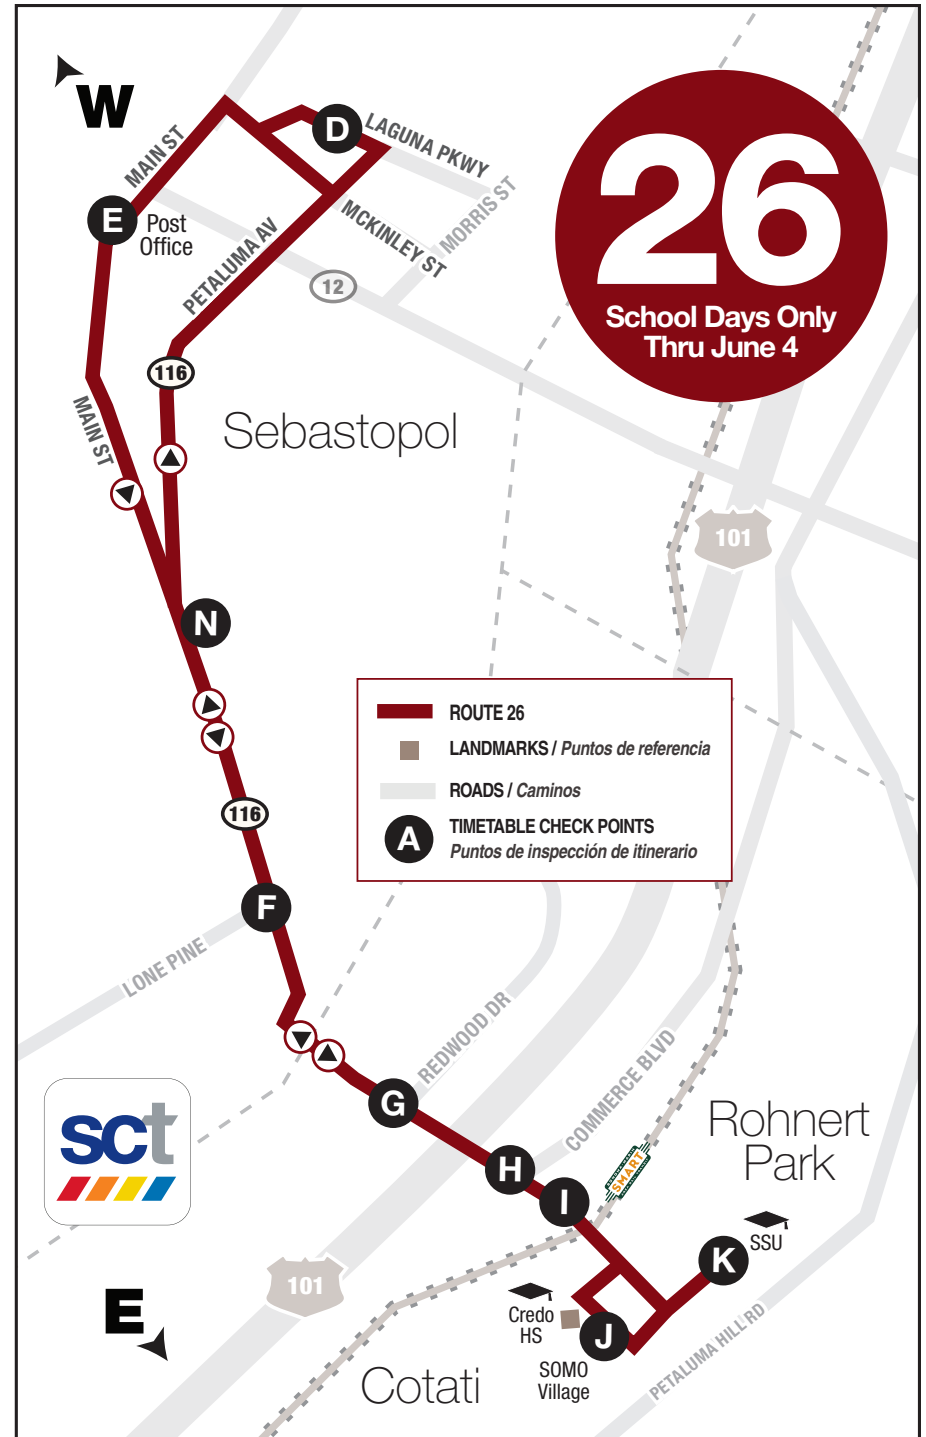 W
MAIN ST
D
LAGUNA PKWY
E
Post
Office
PETALUMA AV
MCKINLEY ST
MORRIS ST
12
26
School Days Only
Thru June 4
116
MAIN ST
Sebastopol
101
N
ROUTE 26
LANDMARKS / Puntos de referencia
ROADS / Caminos
A
TIMETABLE CHECK POINTS
Puntos de inspección de itinerario
116
F
LONE PINE
REDWOOD DR
COMMERCE BLVD
G
sct
H
I
SMART
Rohnert
Park
K
SSU
101
E
Credo
HS
J
SOMO
Village
PETALUMA HILL RD
Cotati